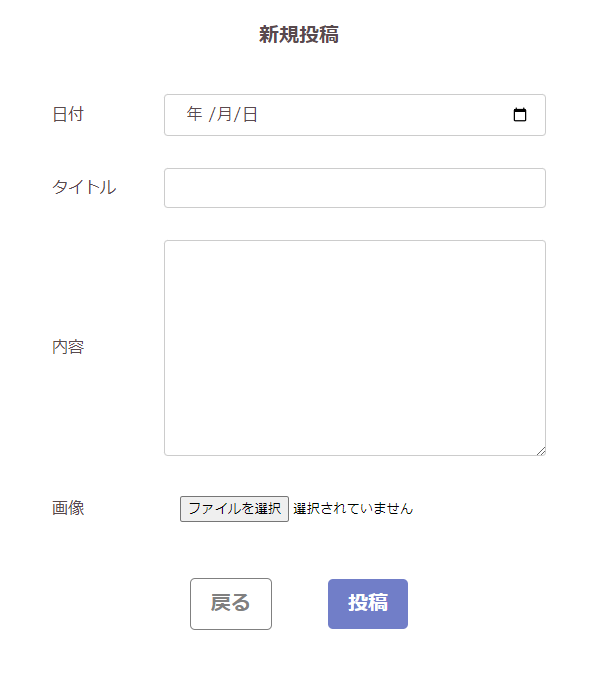 新規投稿
日付 年 /月/日
タイトル
内容
画像 ファイルを選択 選択されていません
戻る 投稿